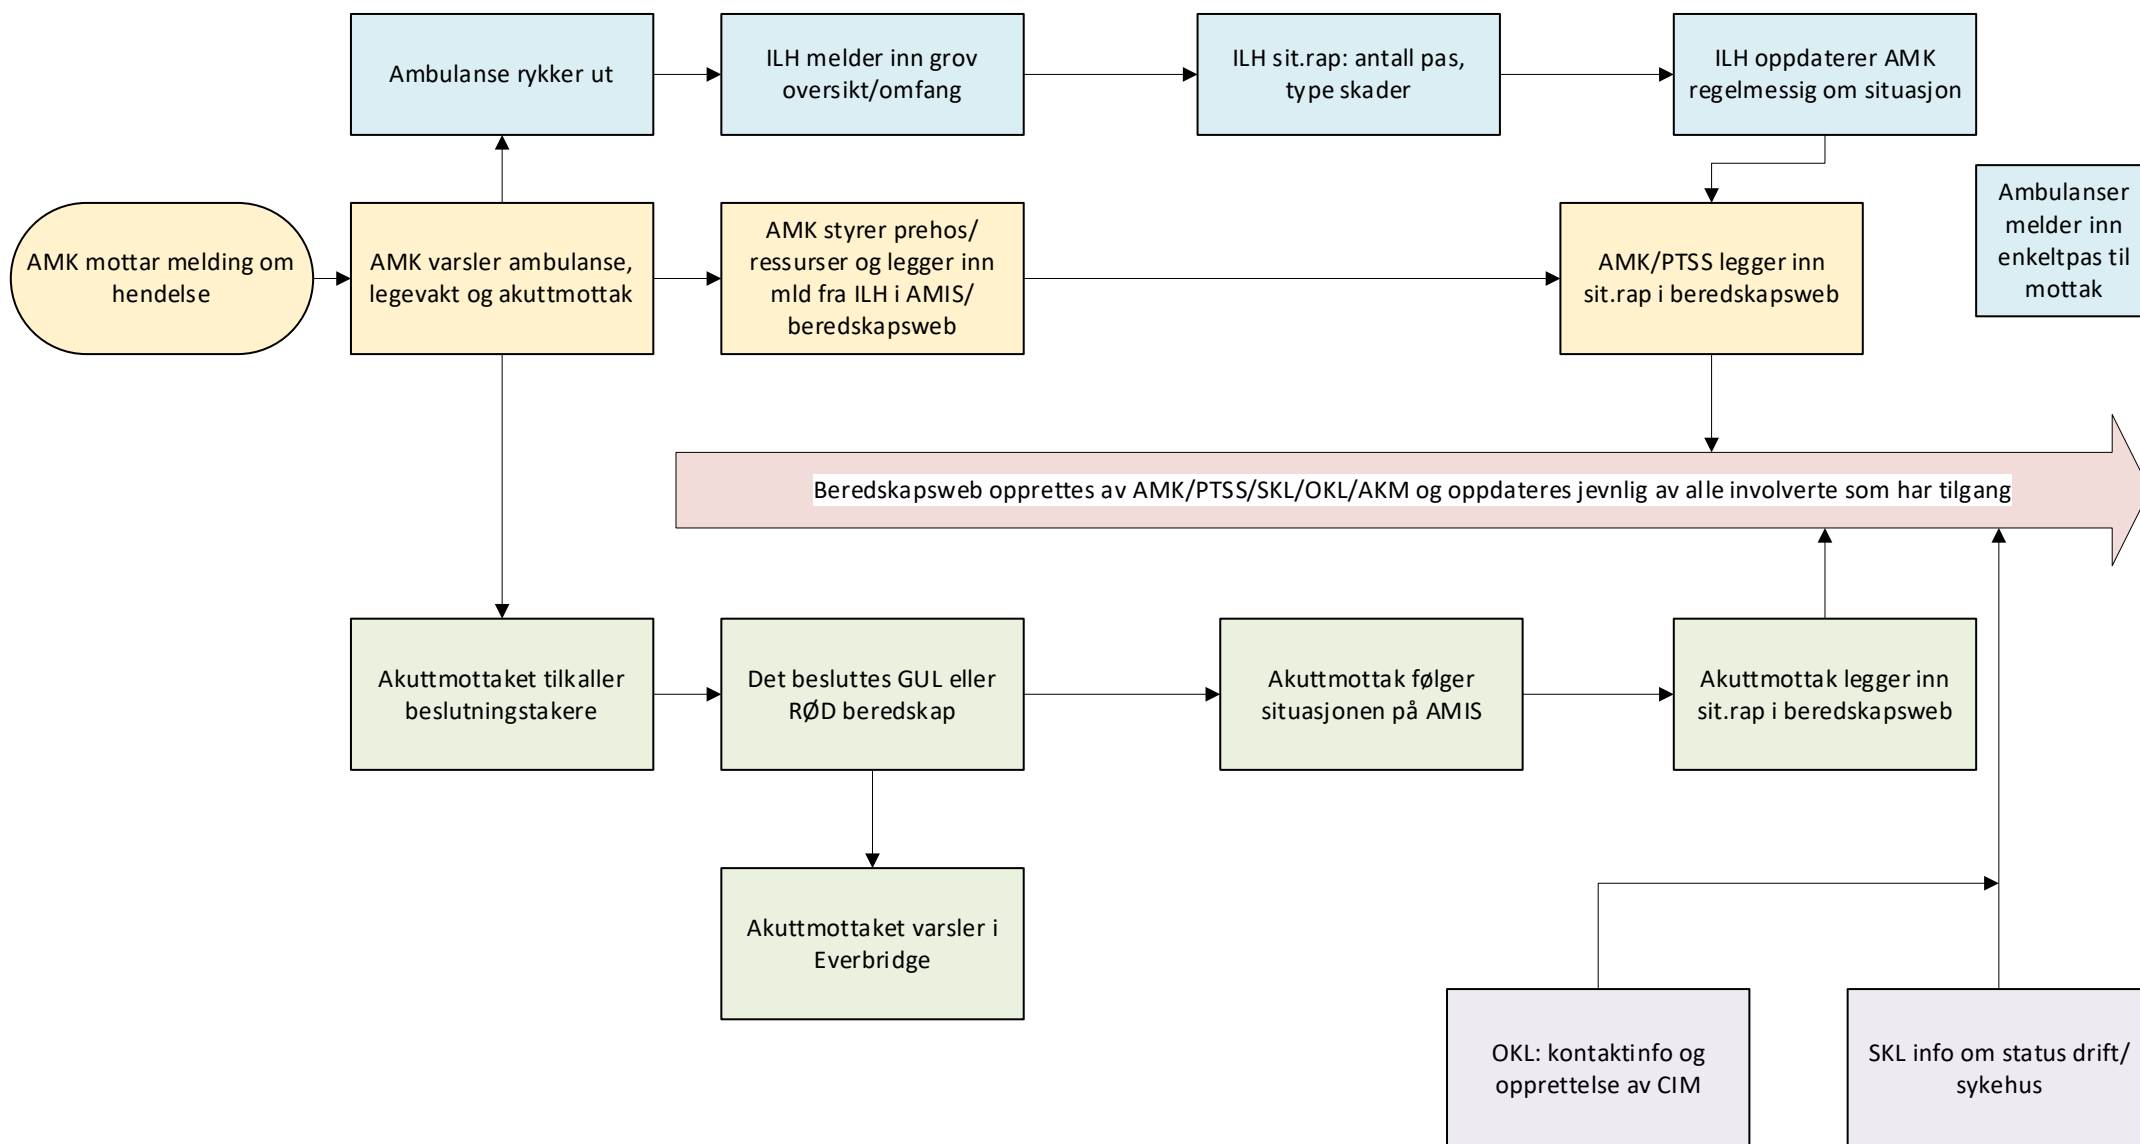 Ambulanse rykker ut
ILH melder inn grov
oversikt/omfang
ILH sit.rap: antall pas,
type skader
ILH oppdaterer AMK
regelmessig om situasjon
AMK mottar melding om
hendelse
AMK varsler ambulanse,
legevakt og akuttmottak
AMK styrer prehos/
ressurser og legger inn
mld fra ILH i AMIS/
beredskapsweb
AMK/PTSS legger inn
sit.rap i beredskapsweb
Ambulanser
melder inn
enkeltpas til
mottak
Beredskapsweb opprettes av AMK/PTSS/SKL/OKL/AKM og oppdateres jevnlig av alle involverte som har tilgang
Akuttmottaket tilkaller
beslutningstakere
Det besluttes GUL eller
RØD beredskap
Akuttmottak følger
situasjonen på AMIS
Akuttmottak legger inn
sit.rap i beredskapsweb
Akuttmottaket varsler i
Everbridge
OKL: kontaktinfo og
opprettelse av CIM
SKL info om status drift/
sykehus